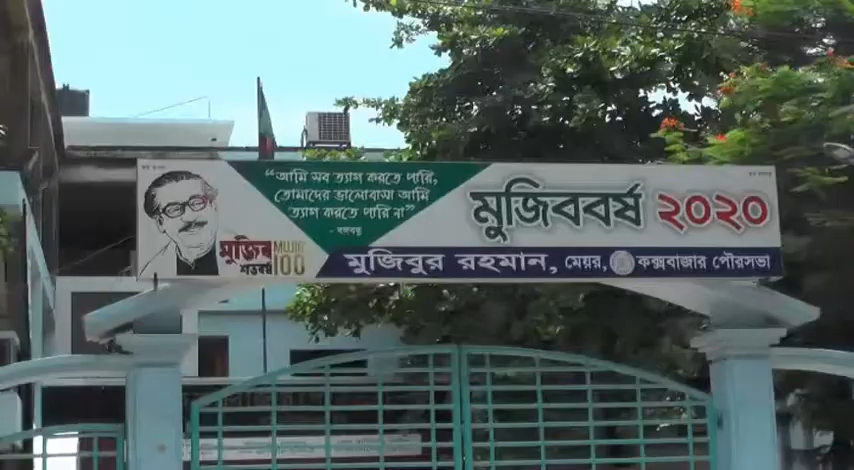 "আমি সব ত্যাগ করতে পারি,
তোমাদের ভালোবাসা আমি
ত্যাগ করতে পারি না"
- বঙ্গবন্ধু
মুজিব
শতবর্ষ
MUJIB
100
মুজিববর্ষ ২০২০
মুজিবুর রহমান, মেয়র, কক্সবাজার পৌরসভা